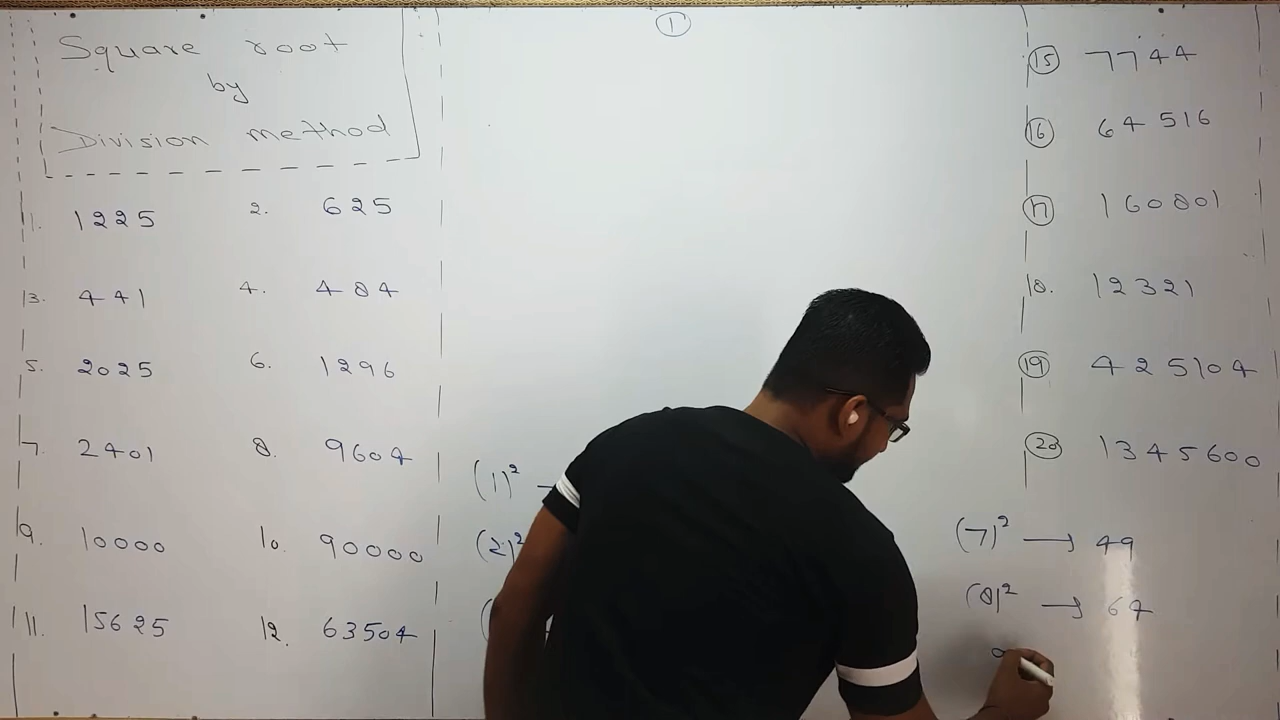 Square root
by
Division method
1. 1225 2. 625
3. 441 4. 484
5. 2025 6. 1296
7. 2401 8. 9604
9. 10000 10. 90000
11. 15625 12. 63504
1
(1)²
(2)²
15 7744
16 64516
17 160801
18. 12321
19 425104
20 1345600
(7)² → 49
(8)² → 64